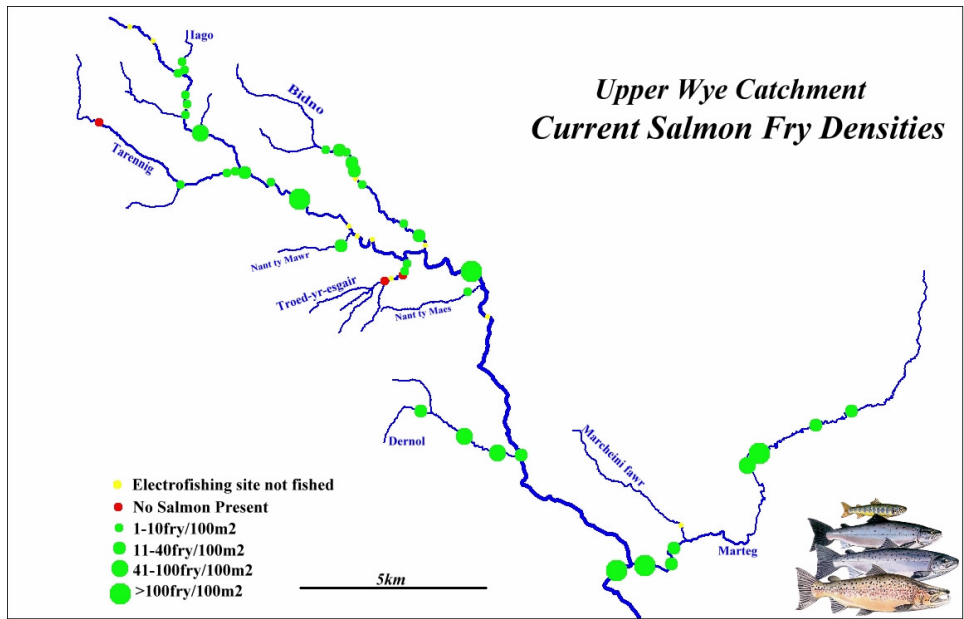 Upper Wye Catchment
Current Salmon Fry Densities
Iago
Bidno
Tarennig
Nant ty Mawr
Troed-yr-esgair
Nant ty Maes
Dernol
Marcheini fawr
Marteg
Electrofishing site not fished
No Salmon Present
1-10fry/100m2
11-40fry/100m2
41-100fry/100m2
>100fry/100m2
5km